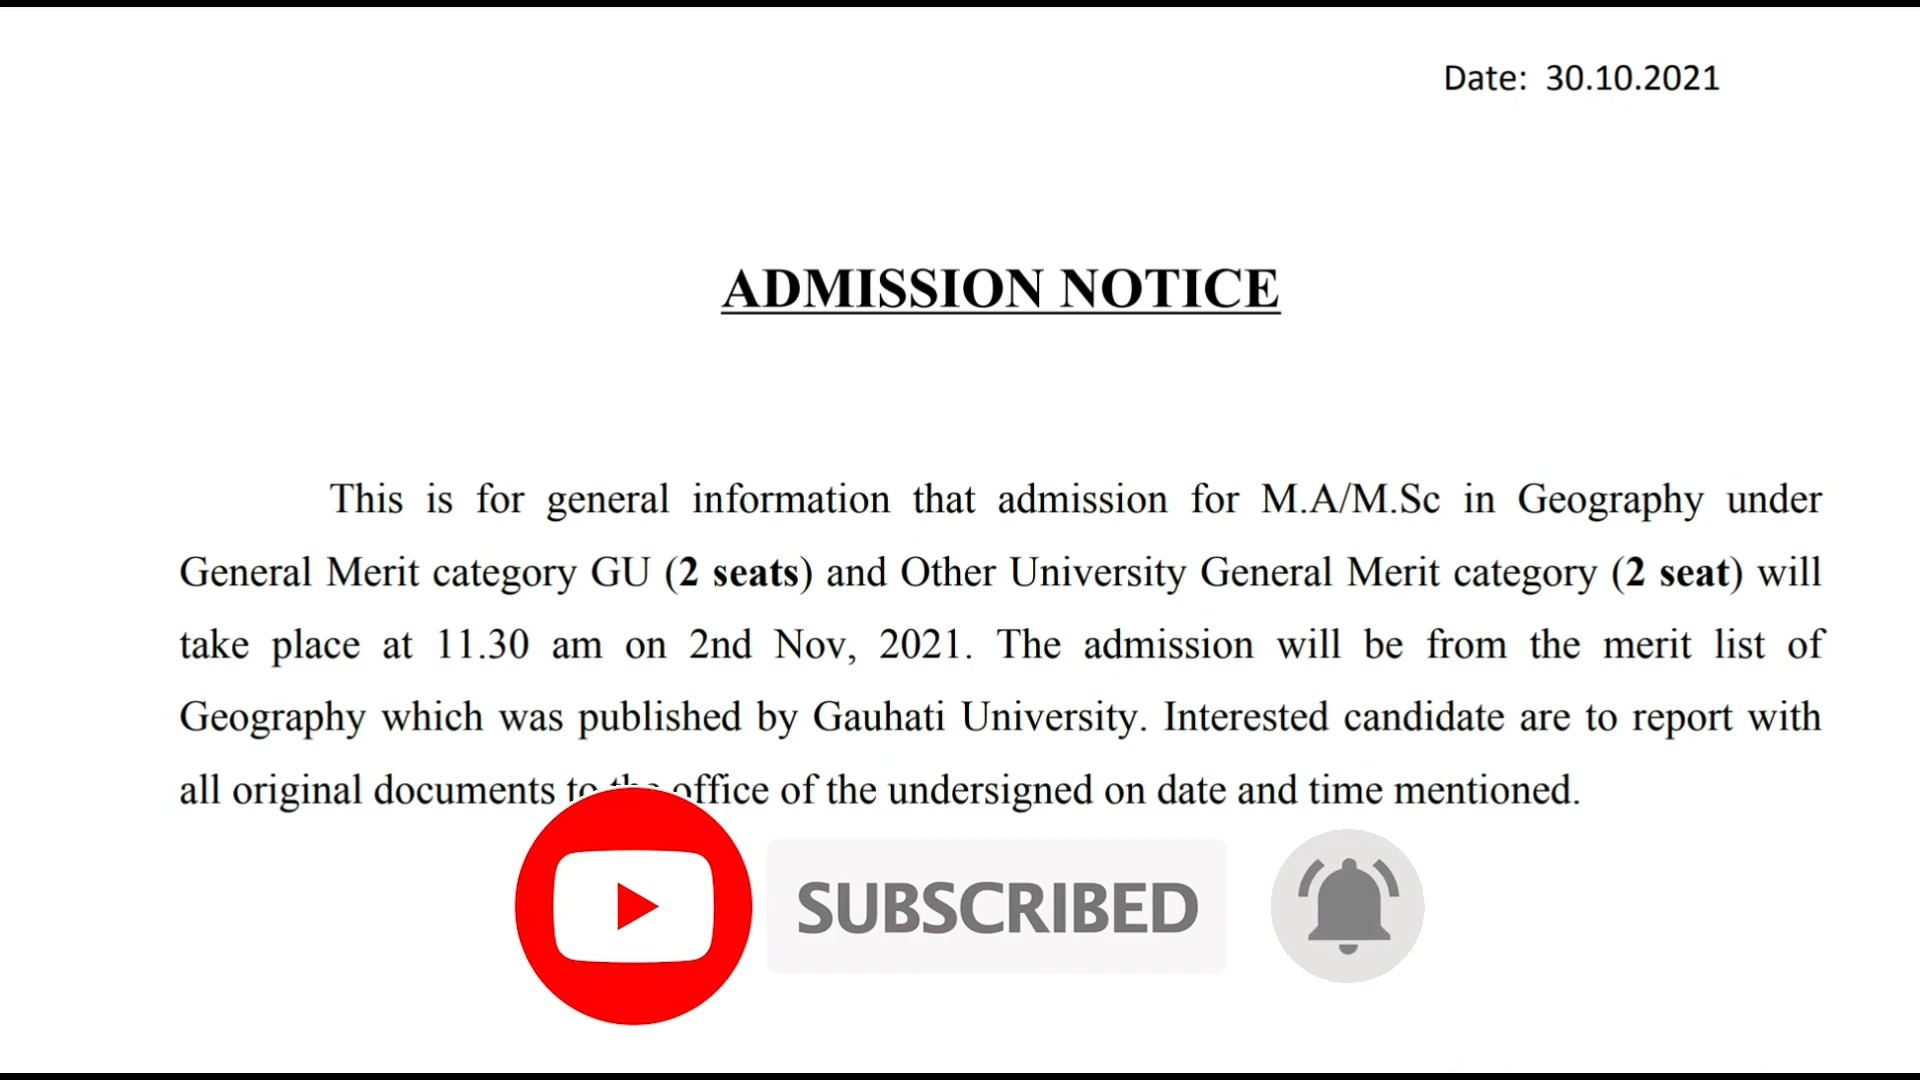 Date: 30.10.2021
ADMISSION NOTICE
This is for general information that admission for M.A/M.Sc in Geography under
General Merit category GU (2 seats) and Other University General Merit category (2 seat) will
take place at 11.30 am on 2nd Nov, 2021. The admission will be from the merit list of
Geography which was published by Gauhati University. Interested candidate are to report with
all original documents to the office of the undersigned on date and time mentioned.
SUBSCRIBED